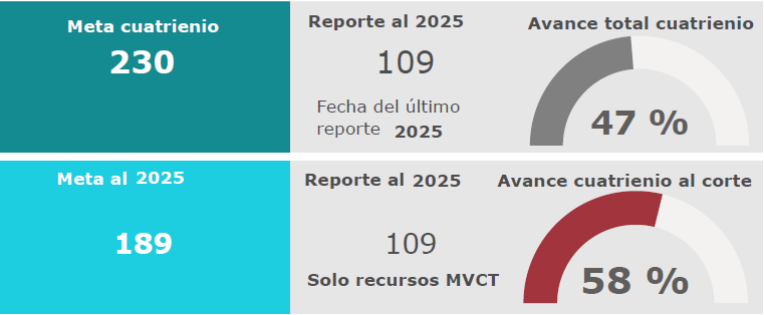 Meta cuatrienio
230
Reporte al 2025
109
Fecha del último
reporte 2025
Avance total cuatrienio
47 %
Meta al 2025
189
Reporte al 2025
109
Solo recursos MVCT
Avance cuatrienio al corte
58 %